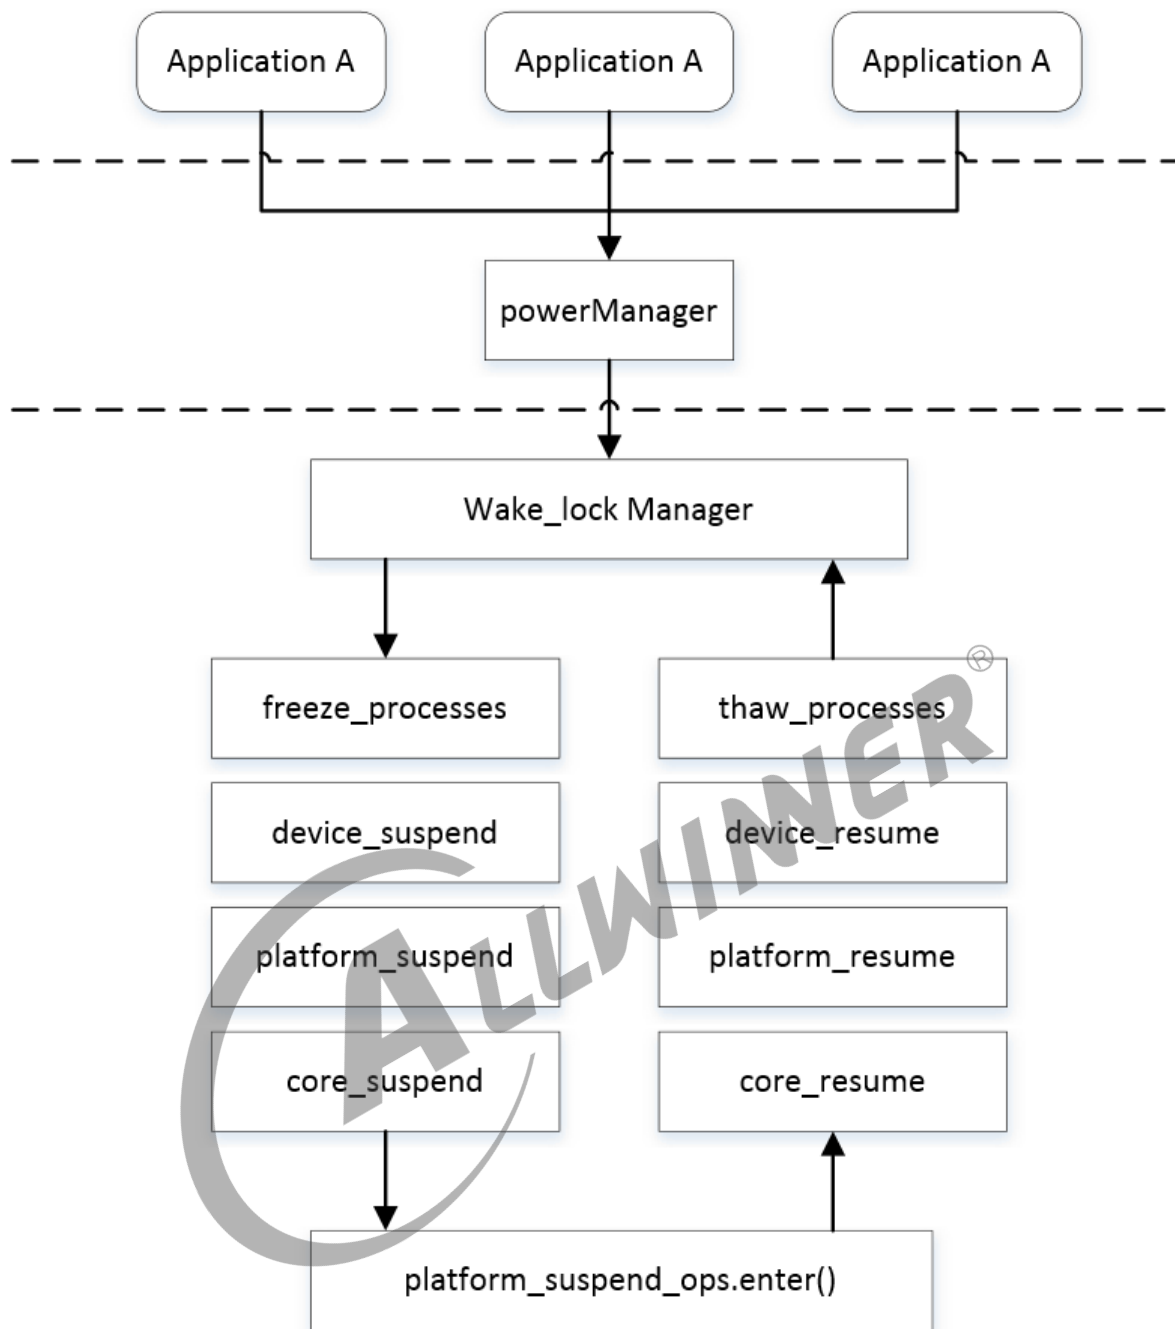 Application A
Application A
Application A
powerManager
Wake_lock Manager
freeze_processes
thaw_processes
device_suspend
device_resume
platform_suspend
platform_resume
core_suspend
core_resume
platform_suspend_ops.enter()
ALLWINNER®